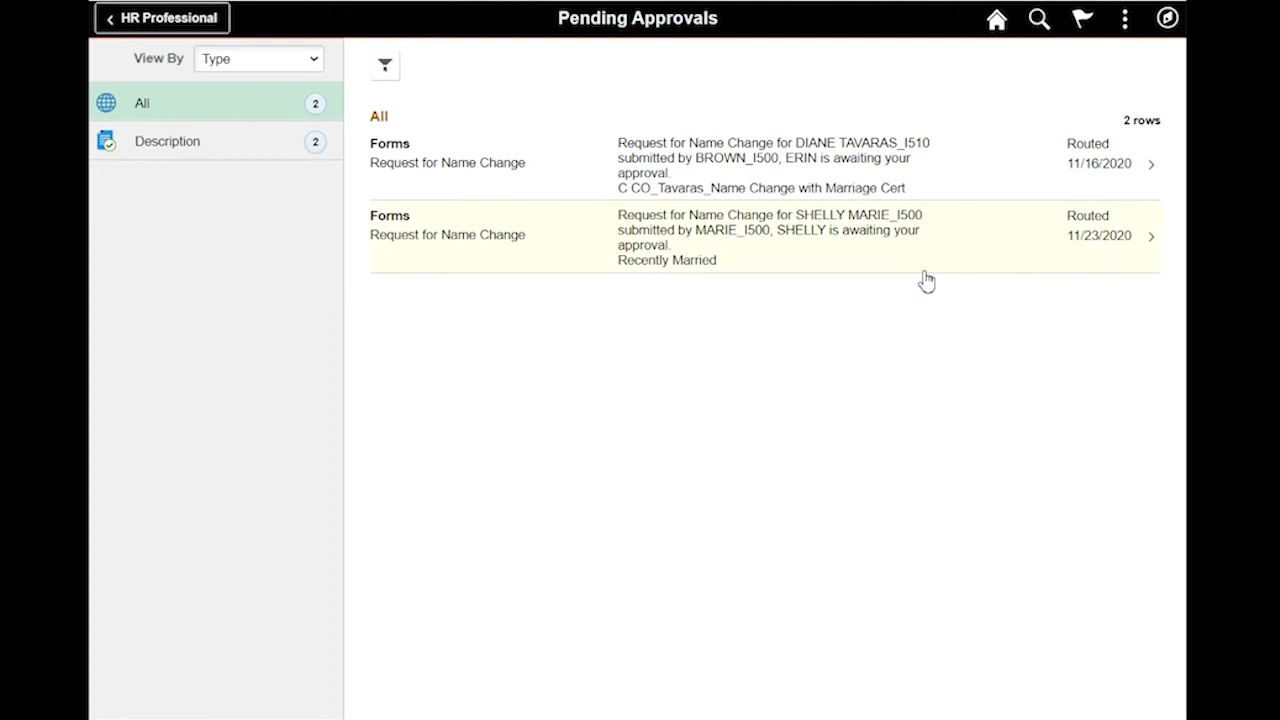 HR Professional
Pending Approvals
View By
Type
All
2
Description
2
All
2 rows
Forms
Request for Name Change
Request for Name Change for DIANE TAVARAS_I510
submitted by BROWN_I500, ERIN is awaiting your
approval.
C CO_Tavaras_Name Change with Marriage Cert
Routed
11/16/2020
Forms
Request for Name Change
Request for Name Change for SHELLY MARIE_I500
submitted by MARIE_I500, SHELLY is awaiting your
approval.
Recently Married
Routed
11/23/2020